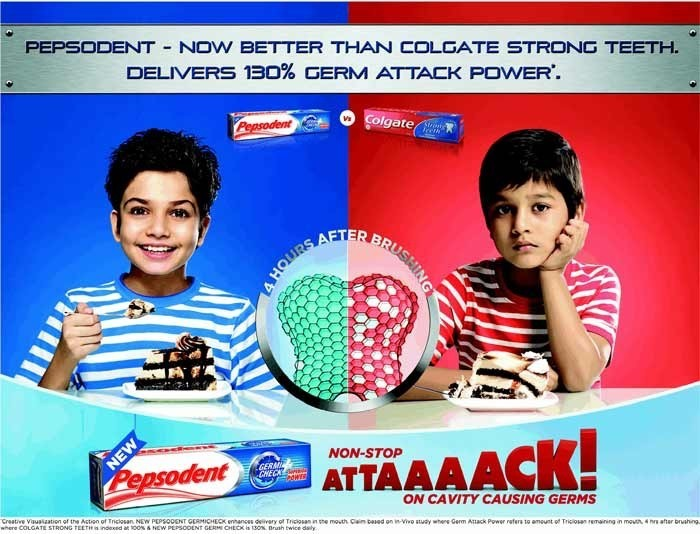 PEPSODENT - NOW BETTER THAN COLGATE STRONG TEETH.
DELIVERS 130% GERM ATTACK POWER*.
Pepsodent
Vs
Colgate
Strong
Teeth
4 HOURS AFTER BRUSHING
NEW
Pepsodent
GERMI
CHECK
SUPERIOR
POWER
NON-STOP
ATTAAAAACK!
ON CAVITY CAUSING GERMS
*Creative Visualization of the Action of Triclosan. NEW PEPSODENT GERMICHECK enhances delivery of Triclosan in the mouth. Claim based on In-Vivo study where Germ Attack Power refers to amount of Triclosan remaining in mouth, 4 hrs after brushing,
where COLGATE STRONG TEETH is indexed at 100% & NEW PEPSODENT GERMI CHECK is 130%. Brush twice daily.